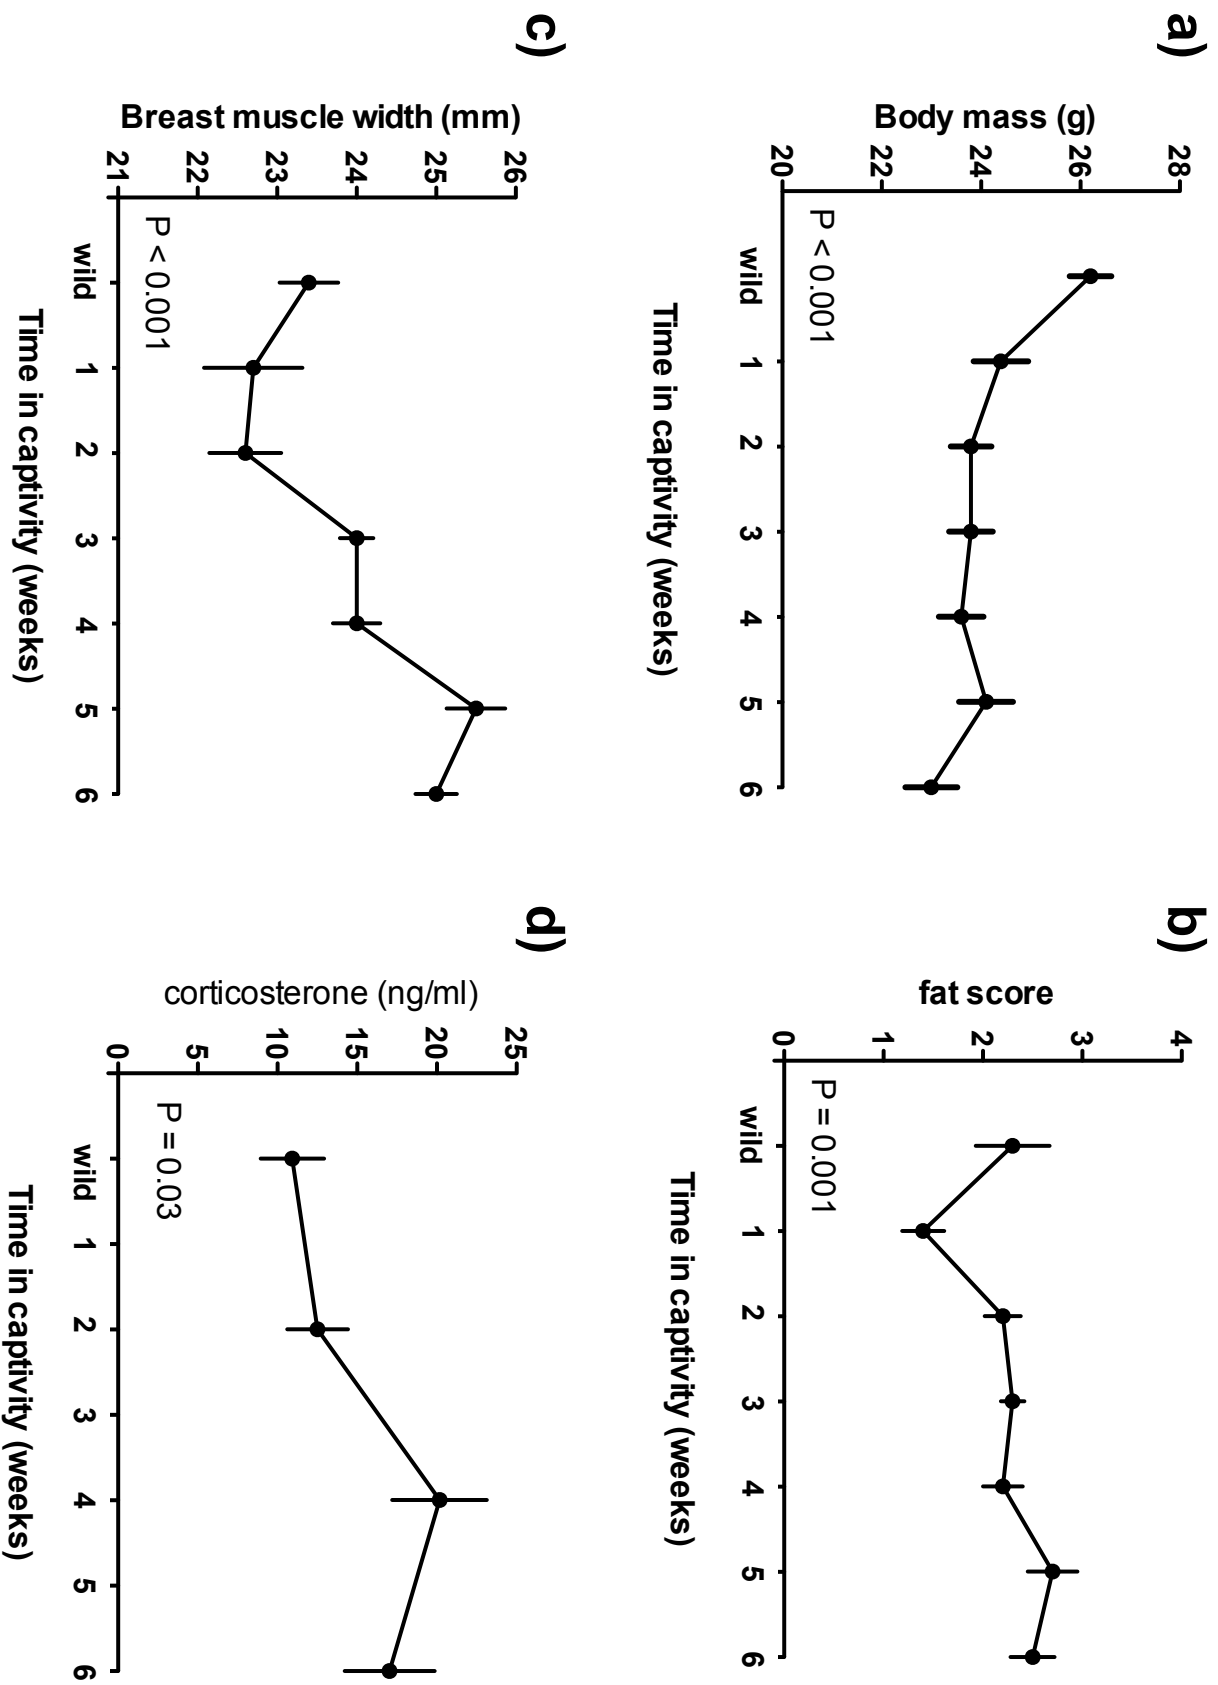 a)
Body mass (g)
28
26
24
22
20
P < 0.001
wild 1 2 3 4 5 6
Time in captivity (weeks)
b)
fat score
4
3
2
1
0
P = 0.001
wild 1 2 3 4 5 6
Time in captivity (weeks)
c)
Breast muscle width (mm)
26
25
24
23
22
21
P < 0.001
wild 1 2 3 4 5 6
Time in captivity (weeks)
d)
corticosterone (ng/ml)
25
20
15
10
5
0
P = 0.03
wild 1 2 3 4 5 6
Time in captivity (weeks)